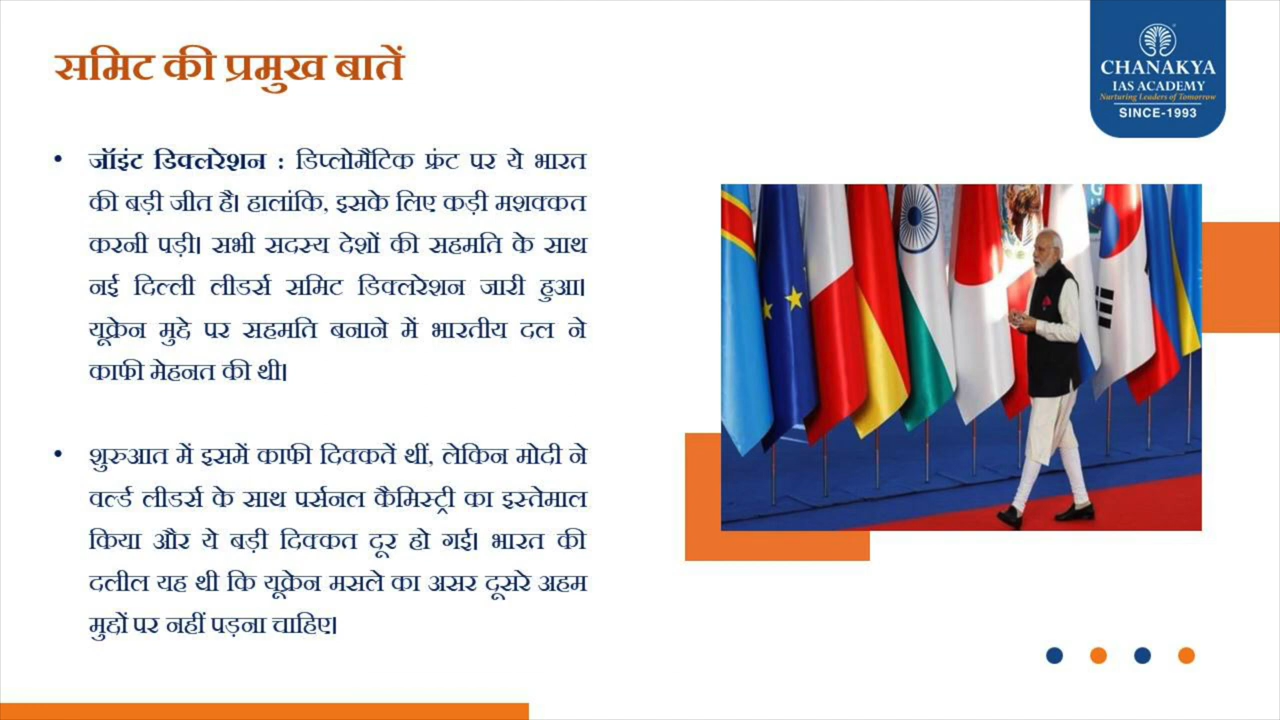 समिट की प्रमुख बातें
CHANAKYA
IAS ACADEMY
Nurturing Leaders of Tomorrow
SINCE-1993
• जॉइंट डिक्लरेशन : डिप्लोमैटिक फ्रंट पर ये भारत
की बड़ी जीत है। हालांकि, इसके लिए कड़ी मशक्कत
करनी पड़ी। सभी सदस्य देशों की सहमति के साथ
नई दिल्ली लीडर्स समिट डिक्लरेशन जारी हुआ।
यूक्रेन मुद्दे पर सहमति बनाने में भारतीय दल ने
काफी मेहनत की थी।
• शुरुआत में इसमें काफी दिक्कतें थीं, लेकिन मोदी ने
वर्ल्ड लीडर्स के साथ पर्सनल कैमिस्ट्री का इस्तेमाल
किया और ये बड़ी दिक्कत दूर हो गई। भारत की
दलील यह थी कि यूक्रेन मसले का असर दूसरे अहम
मुद्दों पर नहीं पड़ना चाहिए।